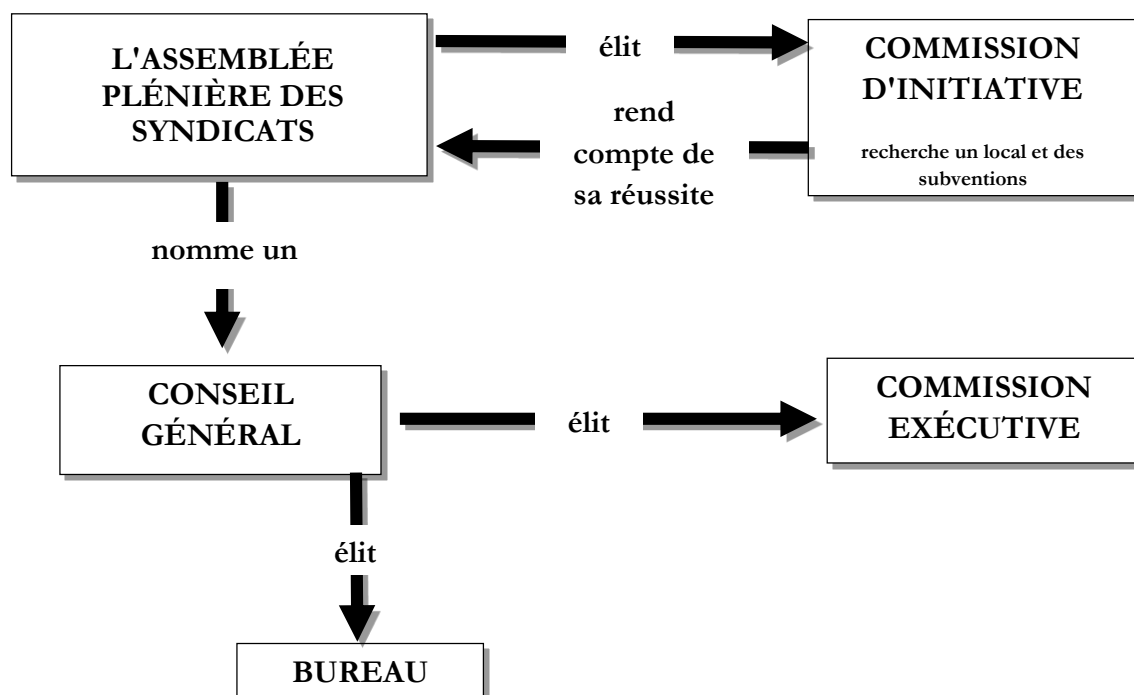 L'ASSEMBLÉE
PLÉNIÈRE DES
SYNDICATS
élit
COMMISSION
D'INITIATIVE
recherche un local et des
subventions
rend
compte de
sa réussite
nomme un
CONSEIL
GÉNÉRAL
élit
COMMISSION
EXÉCUTIVE
élit
BUREAU